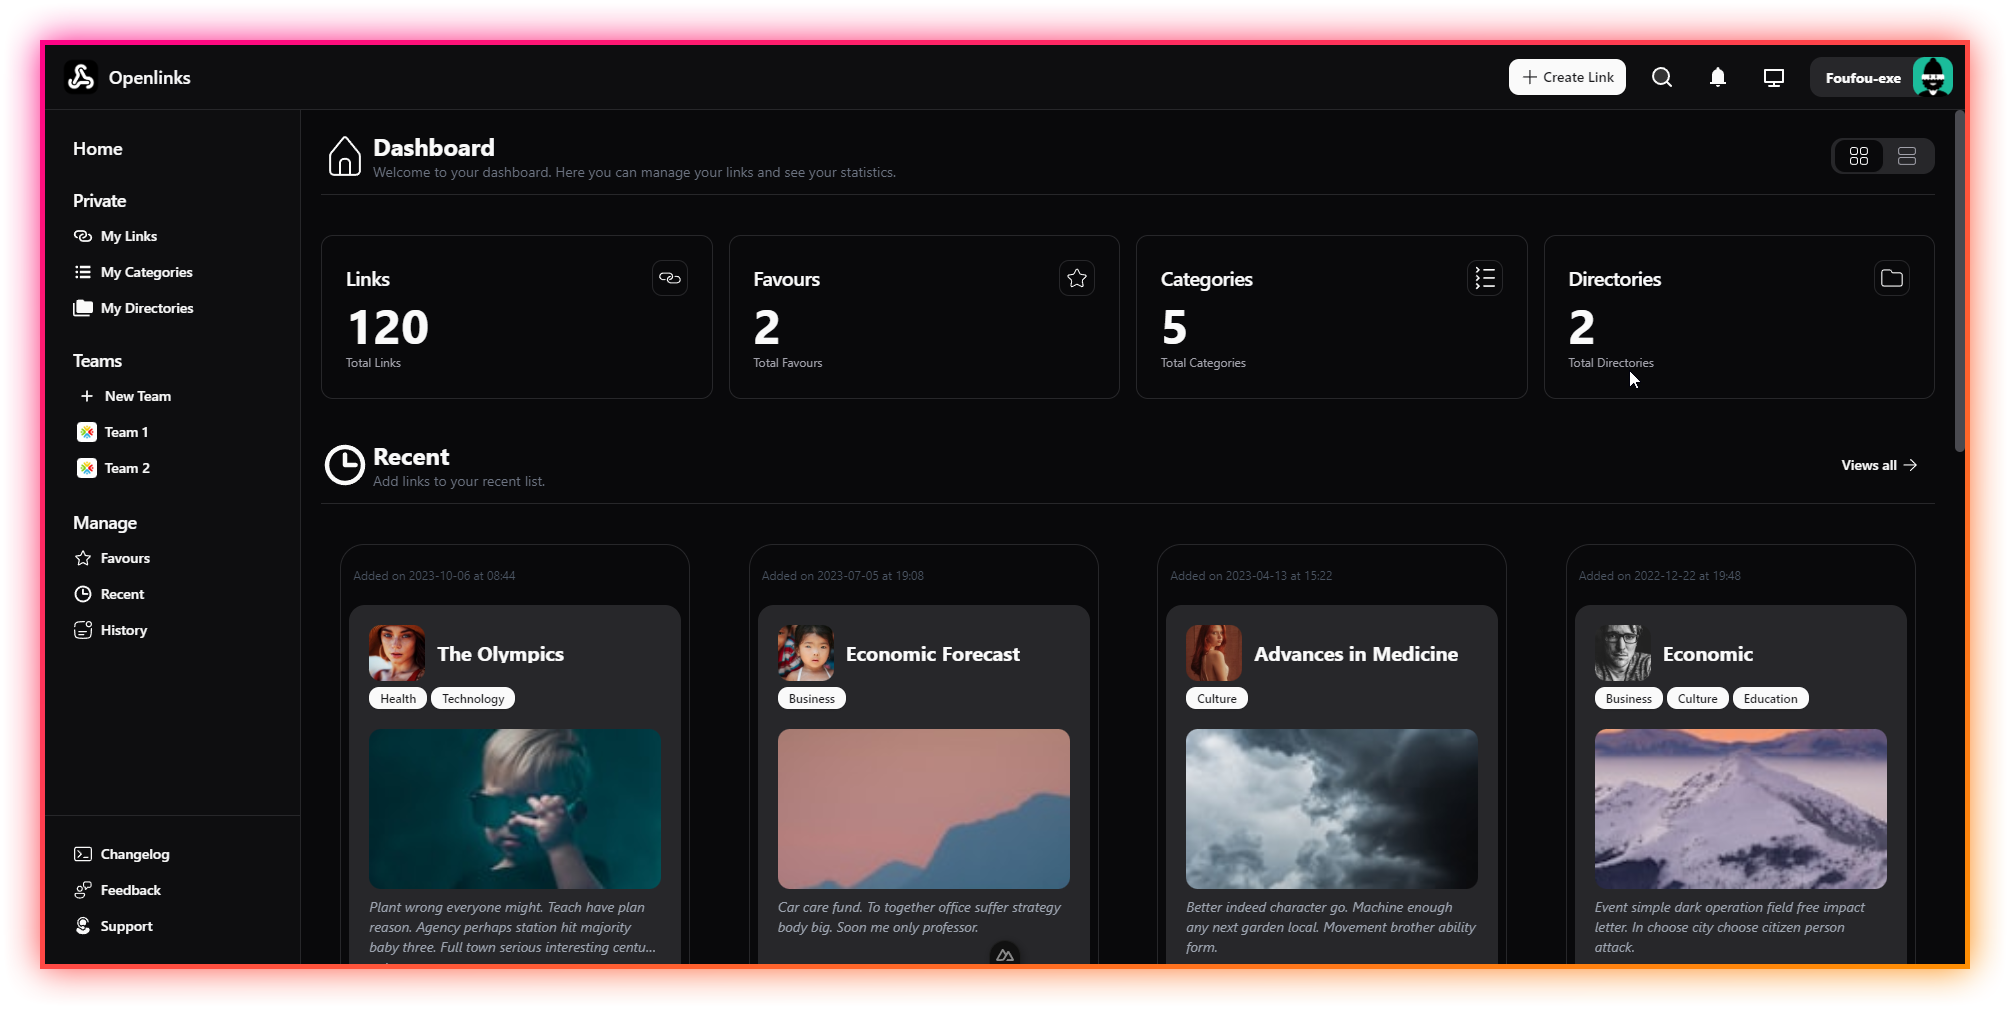 Openlinks
Create Link
Foufou-exe
Home
Private
My Links
My Categories
My Directories
Teams
New Team
Team 1
Team 2
Manage
Favours
Recent
History
Changelog
Feedback
Support
Dashboard
Welcome to your dashboard. Here you can manage your links and see your statistics.
Links
120
Total Links
Favours
2
Total Favours
Categories
5
Total Categories
Directories
2
Total Directories
Recent
Add links to your recent list.
Views all
Added on 2023-10-06 at 08:44
The Olympics
Health Technology
Plant wrong everyone might. Teach have plan
reason. Agency perhaps station hit majority
baby three. Full town serious interesting centu...
Added on 2023-07-05 at 19:08
Economic Forecast
Business
Car care fund. To together office suffer strategy
body big. Soon me only professor.
Added on 2023-04-13 at 15:22
Advances in Medicine
Culture
Better indeed character go. Machine enough
any next garden local. Movement brother ability
form.
Added on 2022-12-22 at 19:48
Economic
Business Culture Education
Event simple dark operation field free impact
letter. In choose city choose citizen person
attack.